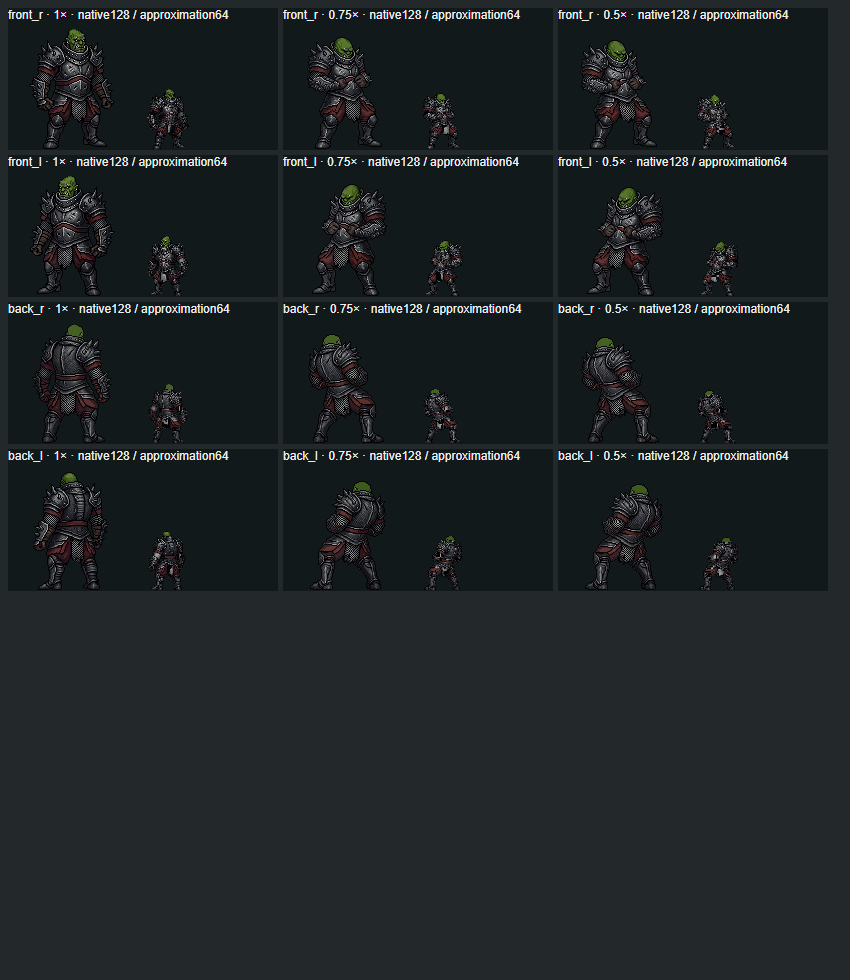 front_r · 1× · native128 / approximation64
front_r · 0.75× · native128 / approximation64
front_r · 0.5× · native128 / approximation64
front_l · 1× · native128 / approximation64
front_l · 0.75× · native128 / approximation64
front_l · 0.5× · native128 / approximation64
back_r · 1× · native128 / approximation64
back_r · 0.75× · native128 / approximation64
back_r · 0.5× · native128 / approximation64
back_l · 1× · native128 / approximation64
back_l · 0.75× · native128 / approximation64
back_l · 0.5× · native128 / approximation64